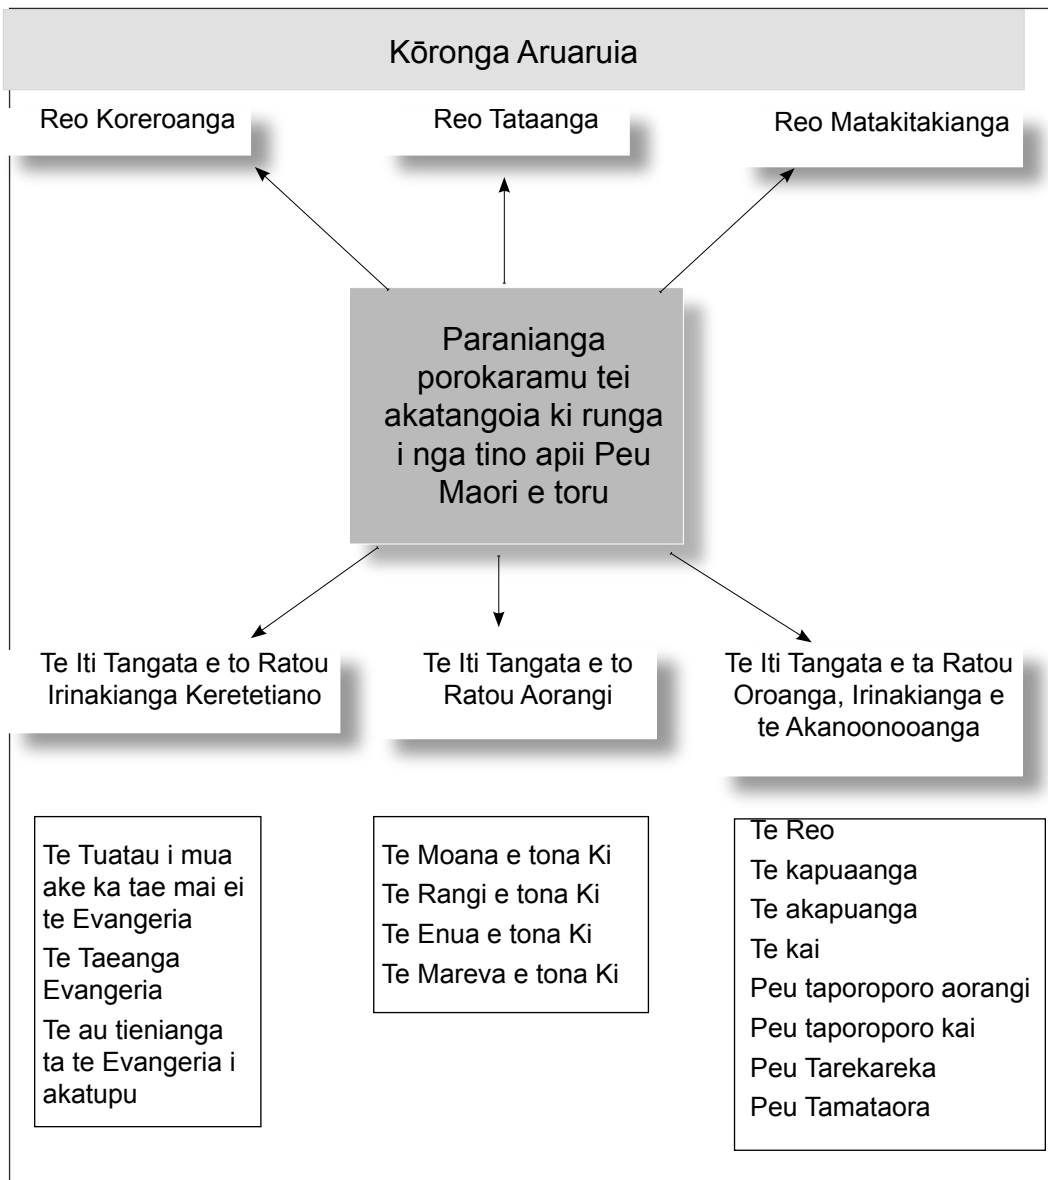 Kōronga Aruaruia
Reo Koreroanga
Reo Tataanga
Reo Matakitakianga
Paranianga
porokaramu tei
akatangoia ki runga
i nga tino apii Peu
Maori e toru
Te Iti Tangata e to Ratou
Irinakianga Keretetiano
Te Iti Tangata e to
Ratou Aorangi
Te Iti Tangata e ta Ratou
Oroanga, Irinakianga e
te Akanoonooanga
Te Tuatau i mua
ake ka tae mai ei
te Evangeria
Te Taeanga
Evangeria
Te au tienianga
ta te Evangeria i
akatupu
Te Moana e tona Ki
Te Rangi e tona Ki
Te Enua e tona Ki
Te Mareva e tona Ki
Te Reo
Te kapuaanga
Te akapuanga
Te kai
Peu taporoporo aorangi
Peu taporoporo kai
Peu Tarekareka
Peu Tamataora